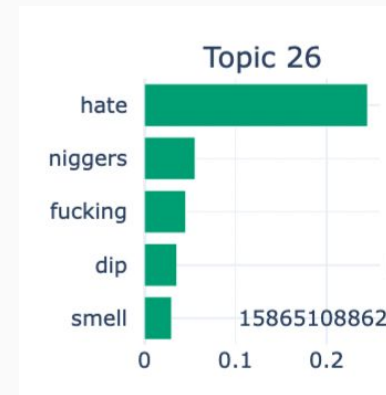 Topic 26
hate
niggers
fucking
dip
smell
15865108862
0
0.1
0.2